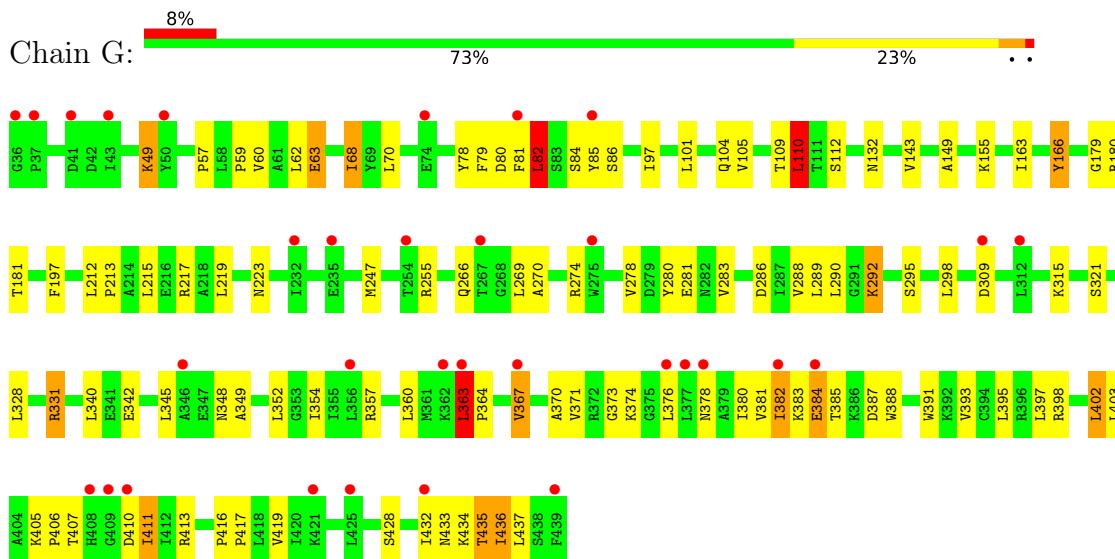 8%
Chain G:
73% 23% . .
G36 P37 D41 D42 I43 K49 Y50 P57 L58 P59 V60 A61 L62 E63 I68 Y69 L70 E74 Y78 F79 D80 F81 L82 S83 S84 Y85 S86 I97 L101 Q104 V105 T109 L110 T111 S112 N132 V143 A149 K155 I163 Y166 G179 R180
T181 F197 L212 P213 A214 L215 E216 R217 A218 L219 N223 I232 E235 M247 T254 R255 Q266 T267 G268 L269 A270 R274 W275 V278 D279 Y280 E281 N282 V283 D286 I287 V288 L289 L290 G291 K292 S295 L298 D309 L312 K315 S321
L328 R331 L340 E341 E342 L345 A346 E347 N348 A349 L352 G353 I354 I355 L356 R357 L360 M361 K362 L363 P364 V367 A370 V371 R372 G373 K374 G375 L376 L377 N378 A379 I380 V381 I382 K383 E384 T385 K386 D387 W388 W391 K392 V393 C394 L395 R396 L397 R398 L402 L403
A404 K405 P406 T407 H408 G409 D410 I411 I412 R413 P416 P417 L418 V419 I420 K421 L425 S428 I432 N433 K434 T435 I436 L437 S438 F439